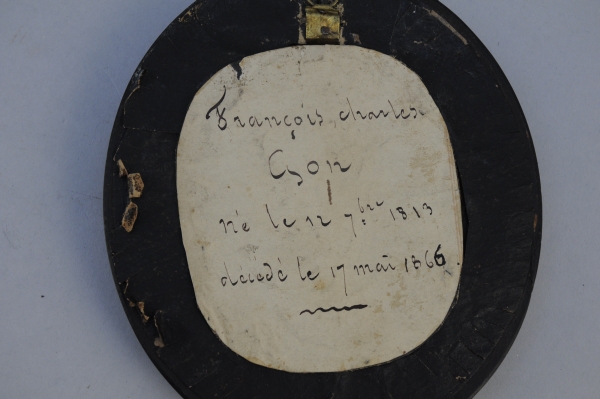 François charles
Gon
né le 12 7bre 1813
décédé le 17 mai 1866.